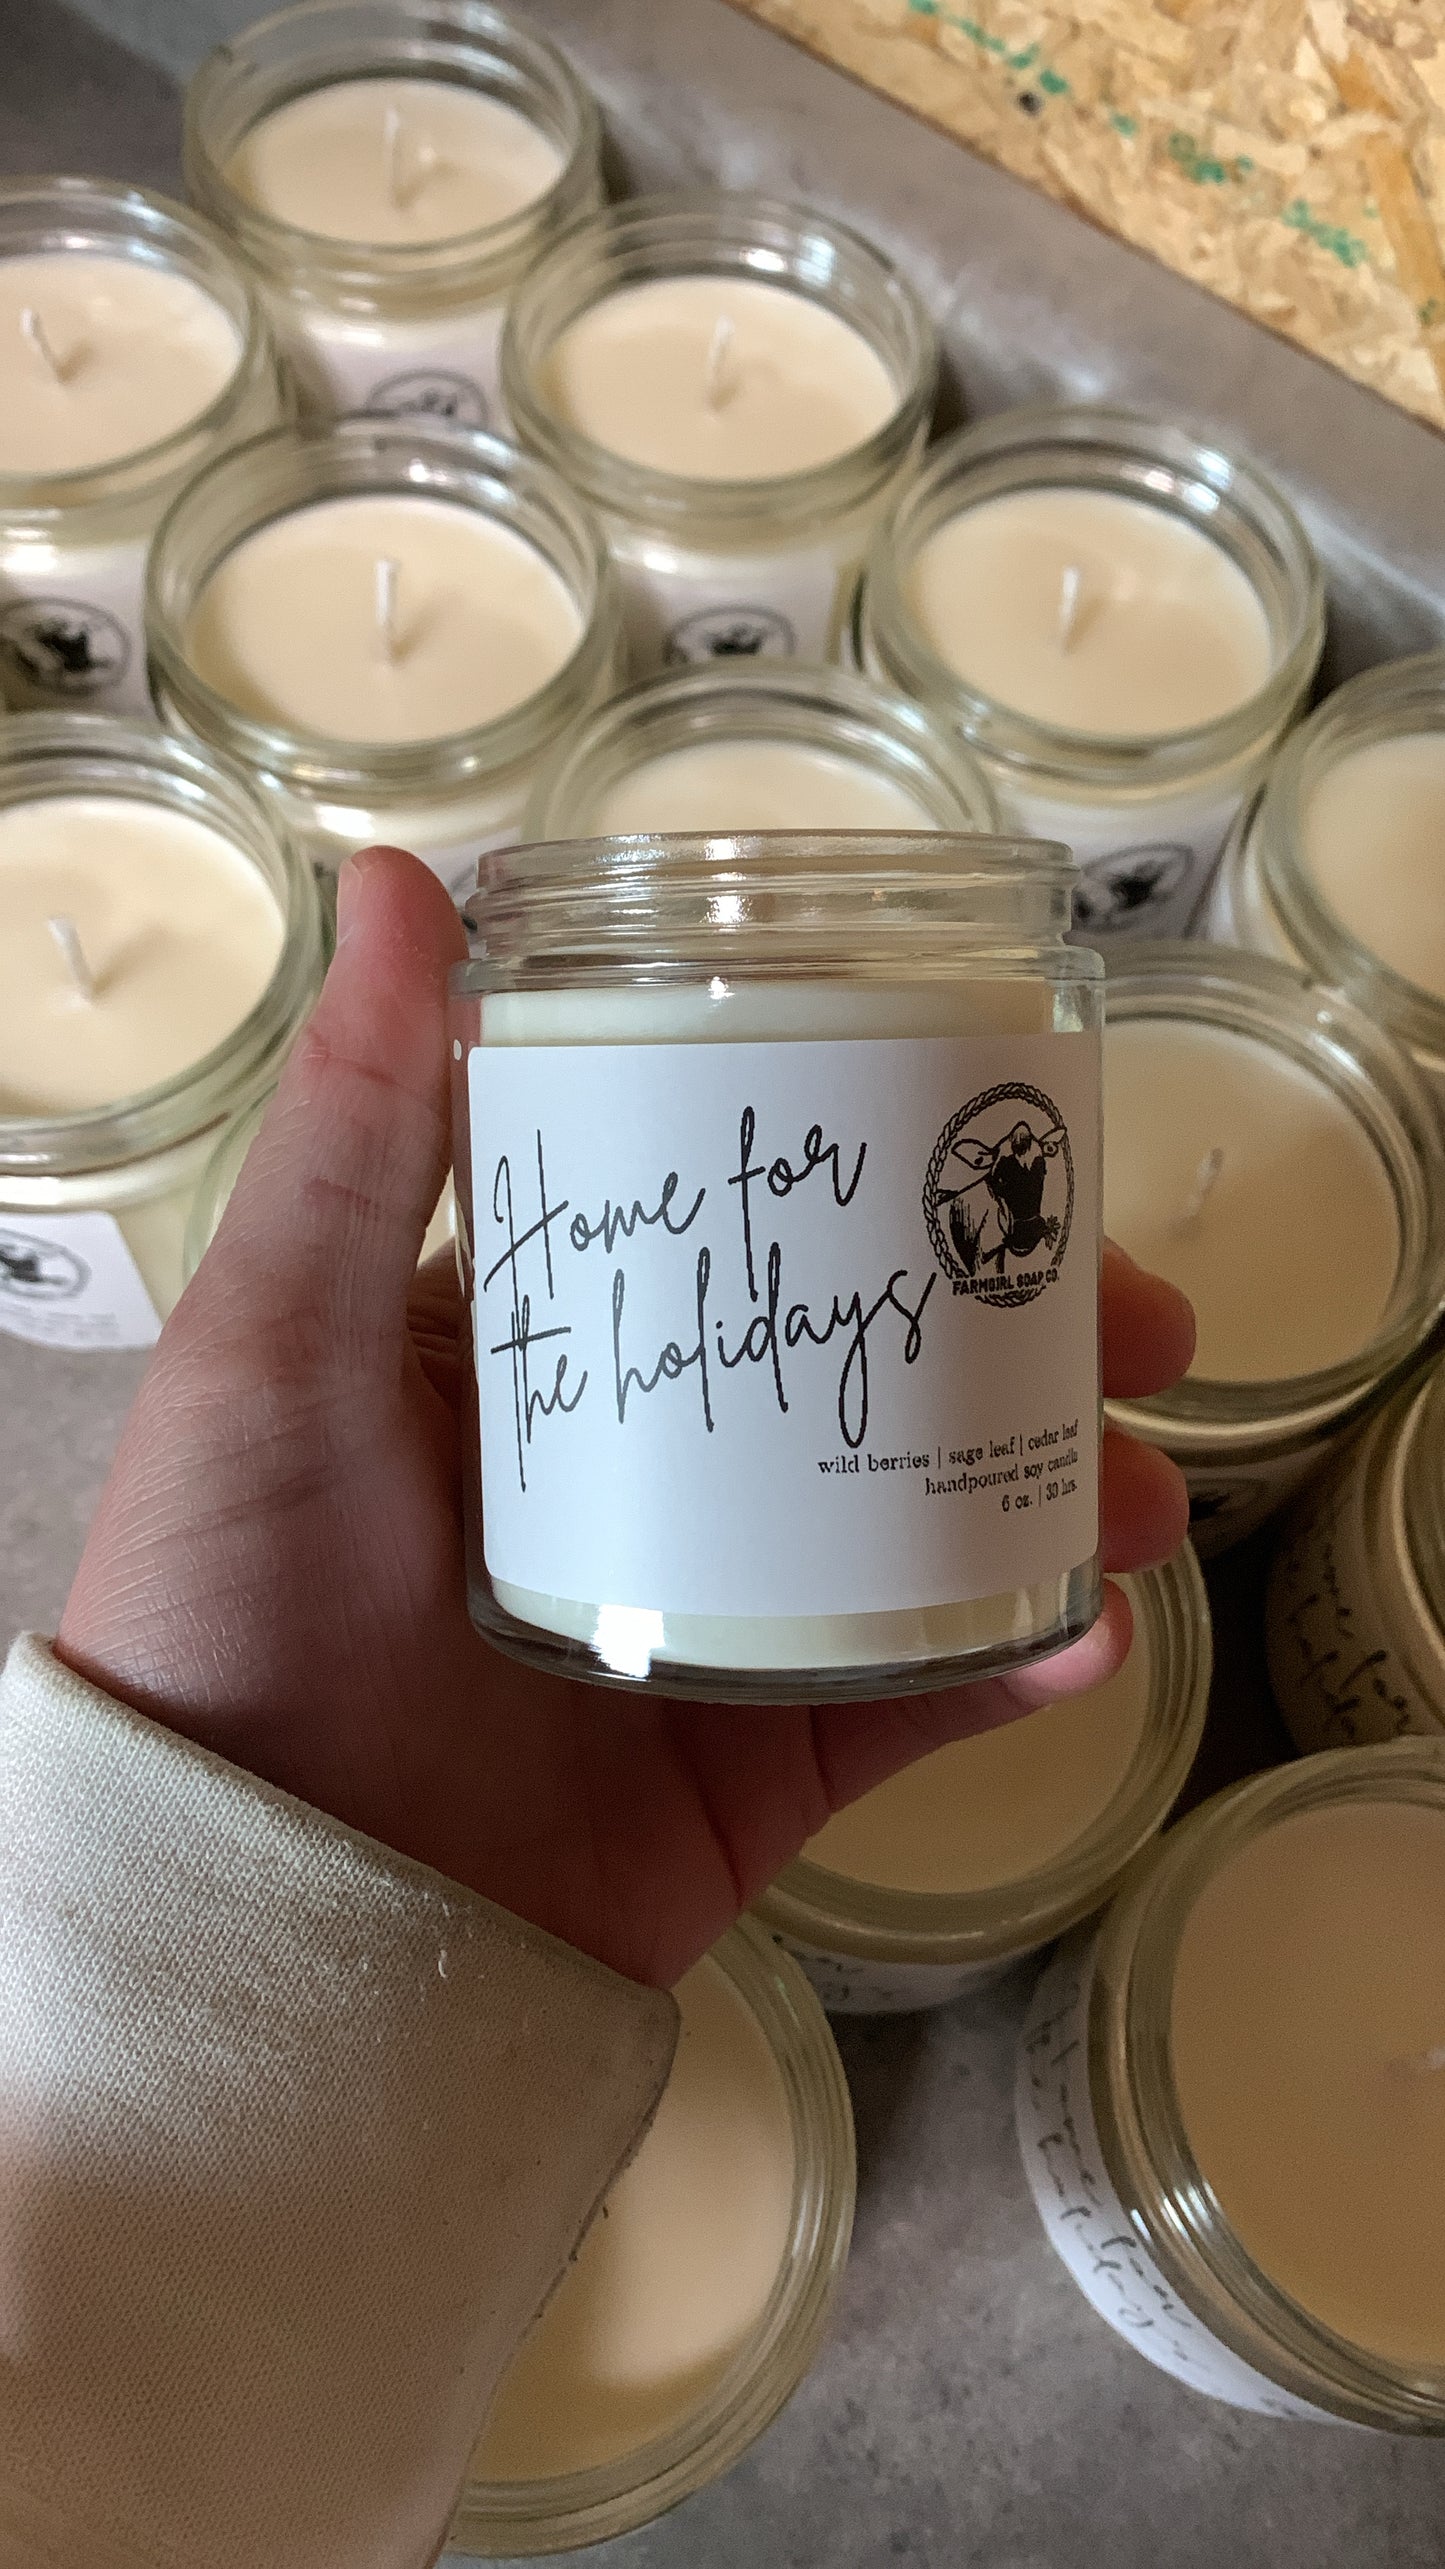 Home for
the holidays
FARMGIRL SOAP CO.
wild berries | sage leaf | cedar leaf
handpoured soy candle
6 oz. | 30 hrs.